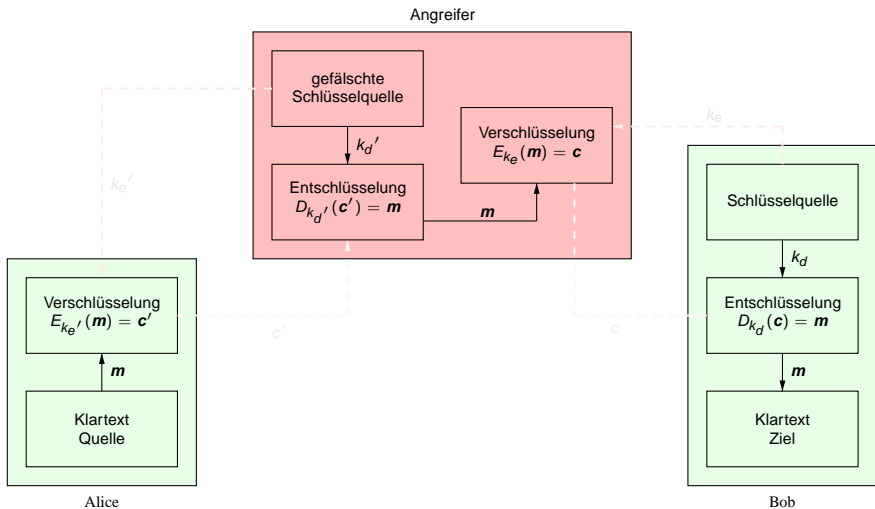 Angreifer
gefälschte
Schlüsselquelle
k_d′
Entschlüsselung
D_{k_d′}(c′) = m
m
Verschlüsselung
E_{k_e}(m) = c
k_e′
k_e
c′
c
Verschlüsselung
E_{k_e′}(m) = c′
m
Klartext
Quelle
Alice
Schlüsselquelle
k_d
Entschlüsselung
D_{k_d}(c) = m
m
Klartext
Ziel
Bob